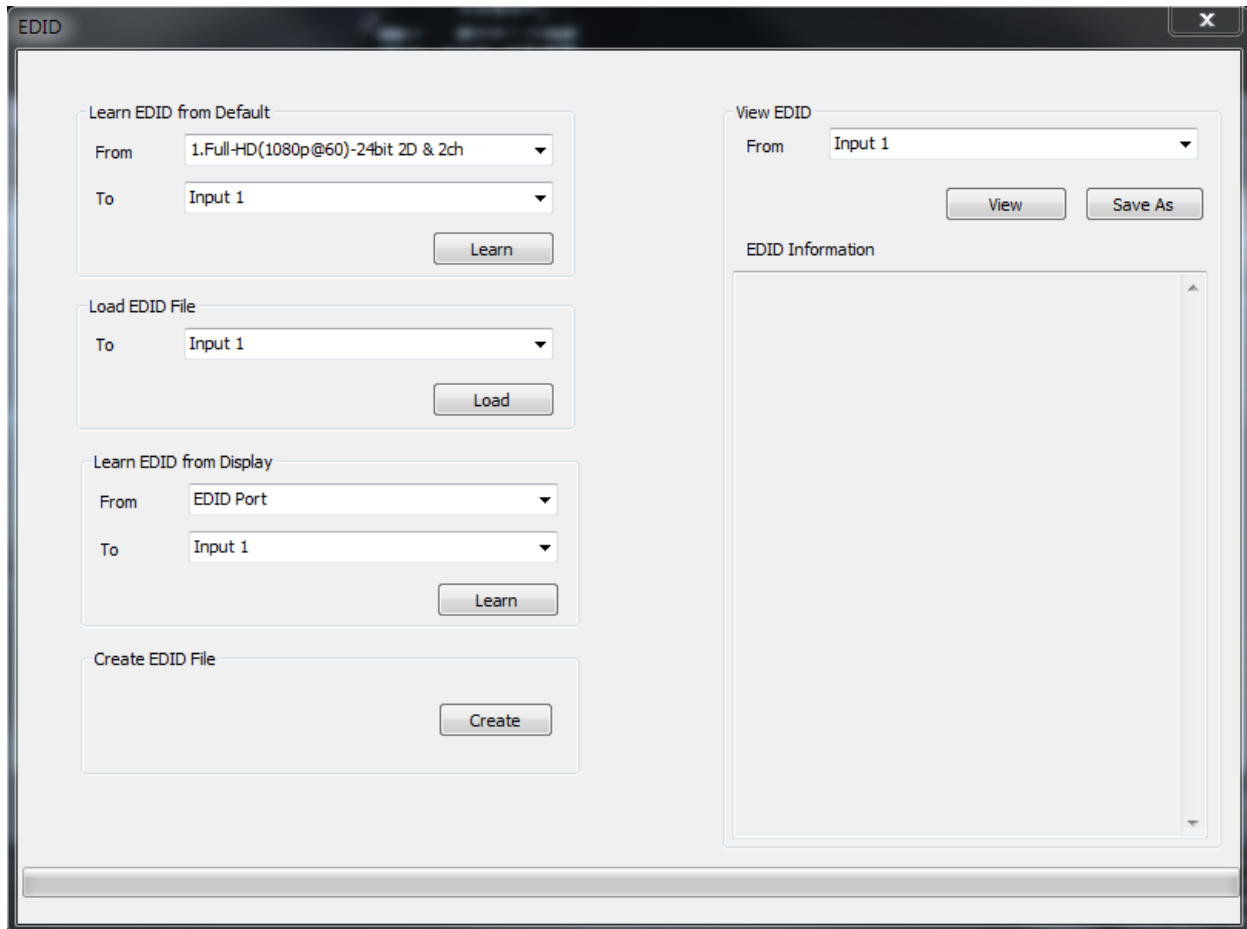 EDID
x
Learn EDID from Default
From 1.Full-HD(1080p@60)-24bit 2D & 2ch
To Input 1
Learn
Load EDID File
To Input 1
Load
Learn EDID from Display
From EDID Port
To Input 1
Learn
Create EDID File
Create
View EDID
From Input 1
View Save As
EDID Information